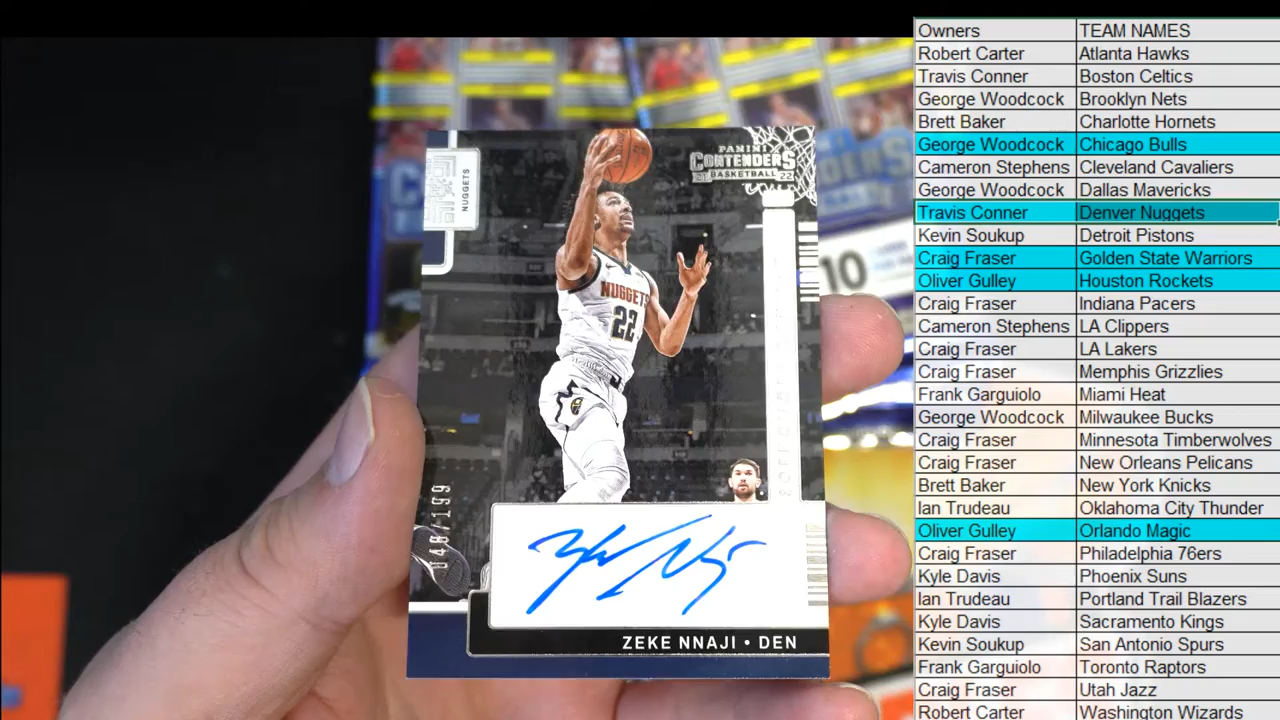 PANINI
CONTENDERS
21 BASKETBALL 22
NUGGETS
NUGGETS
22
10
048/199
ZEKE NNAJI • DEN
Owners TEAM NAMES
Robert Carter Atlanta Hawks
Travis Conner Boston Celtics
George Woodcock Brooklyn Nets
Brett Baker Charlotte Hornets
George Woodcock Chicago Bulls
Cameron Stephens Cleveland Cavaliers
George Woodcock Dallas Mavericks
Travis Conner Denver Nuggets
Kevin Soukup Detroit Pistons
Craig Fraser Golden State Warriors
Oliver Gulley Houston Rockets
Craig Fraser Indiana Pacers
Cameron Stephens LA Clippers
Craig Fraser LA Lakers
Craig Fraser Memphis Grizzlies
Frank Garguiolo Miami Heat
George Woodcock Milwaukee Bucks
Craig Fraser Minnesota Timberwolves
Craig Fraser New Orleans Pelicans
Brett Baker New York Knicks
Ian Trudeau Oklahoma City Thunder
Oliver Gulley Orlando Magic
Craig Fraser Philadelphia 76ers
Kyle Davis Phoenix Suns
Ian Trudeau Portland Trail Blazers
Kyle Davis Sacramento Kings
Kevin Soukup San Antonio Spurs
Frank Garguiolo Toronto Raptors
Craig Fraser Utah Jazz
Robert Carter Washington Wizards